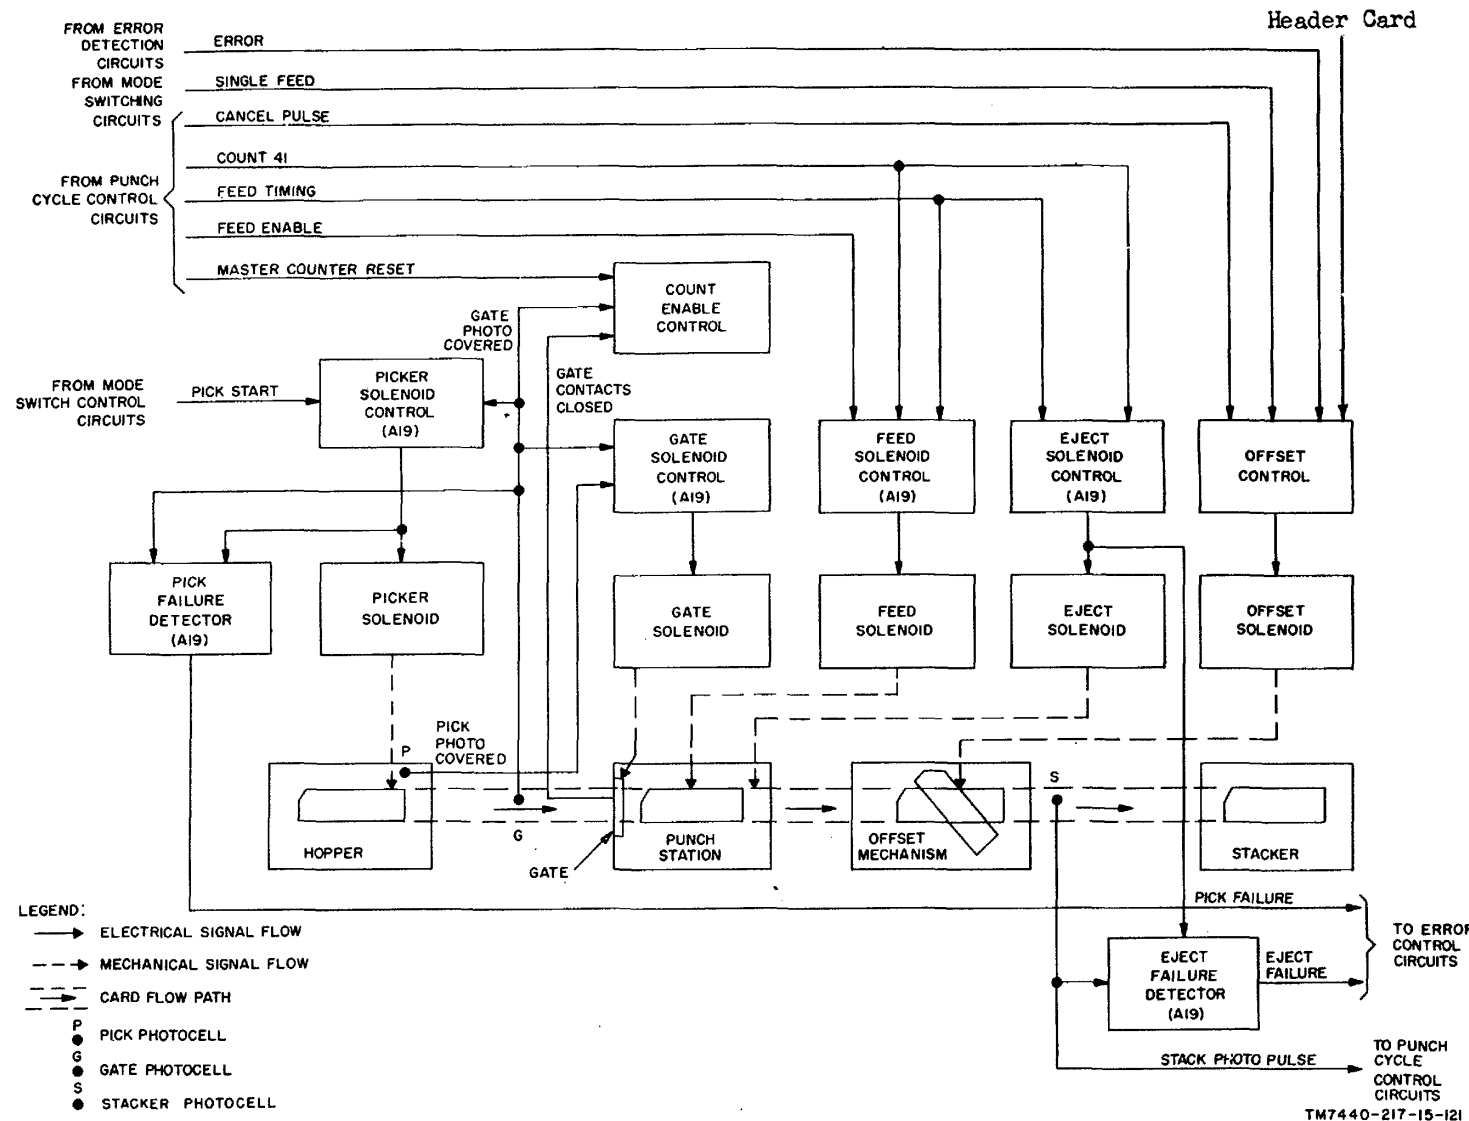 Header Card
FROM ERROR
DETECTION
CIRCUITS
ERROR
FROM MODE
SWITCHING
CIRCUITS
SINGLE FEED
CANCEL PULSE
COUNT 41
FROM PUNCH
CYCLE CONTROL
CIRCUITS
FEED TIMING
FEED ENABLE
MASTER COUNTER RESET
COUNT
ENABLE
CONTROL
GATE
PHOTO
COVERED
GATE
CONTACTS
CLOSED
FROM MODE
SWITCH CONTROL
CIRCUITS
PICK START
PICKER
SOLENOID
CONTROL
(A19)
GATE
SOLENOID
CONTROL
(A19)
FEED
SOLENOID
CONTROL
(A19)
EJECT
SOLENOID
CONTROL
(A19)
OFFSET
CONTROL
PICK
FAILURE
DETECTOR
(A19)
PICKER
SOLENOID
GATE
SOLENOID
FEED
SOLENOID
EJECT
SOLENOID
OFFSET
SOLENOID
P
PICK
PHOTO
COVERED
S
G
HOPPER
GATE
PUNCH
STATION
OFFSET
MECHANISM
STACKER
PICK FAILURE
EJECT
FAILURE
DETECTOR
(A19)
EJECT
FAILURE
TO ERROR
CONTROL
CIRCUITS
STACK PHOTO PULSE
TO PUNCH
CYCLE
CONTROL
CIRCUITS
LEGEND:
ELECTRICAL SIGNAL FLOW
MECHANICAL SIGNAL FLOW
CARD FLOW PATH
P
PICK PHOTOCELL
G
GATE PHOTOCELL
S
STACKER PHOTOCELL
TM7440-217-15-121